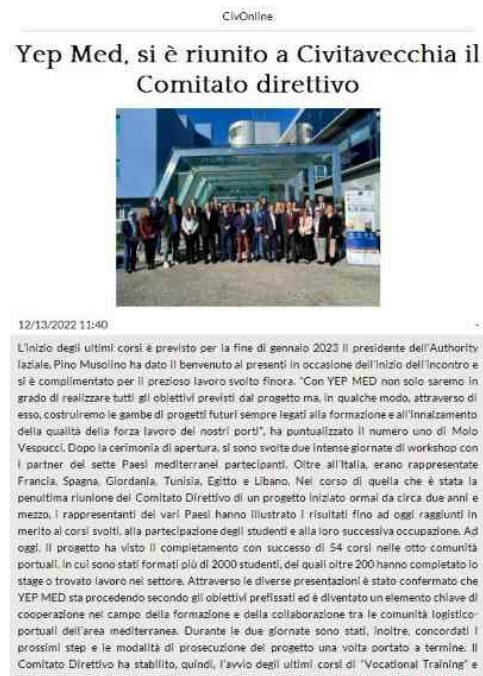 CivOnline
Yep Med, si è riunito a Civitavecchia il
Comitato direttivo
12/13/2022 11:40
L'inizio degli ultimi corsi è previsto per la fine di gennaio 2023 Il presidente dell'Authority
laziale, Pino Musolino ha dato il benvenuto ai presenti in occasione dell'inizio dell'incontro e
si è complimentato per il prezioso lavoro svolto finora. "Con YEP MED non solo saremo in
grado di realizzare tutti gli obiettivi previsti dal progetto ma, in qualche modo, attraverso di
esso, costruiremo le gambe di progetti futuri sempre legati alla formazione e all'innalzamento
della qualità della forza lavoro dei nostri porti", ha puntualizzato il numero uno di Molo
Vespucci. Dopo la cerimonia di apertura, si sono svolte due intense giornate di workshop con
i partner dei sette Paesi mediterranei partecipanti. Oltre all'Italia, erano rappresentate
Francia, Spagna, Giordania, Tunisia, Egitto e Libano. Nel corso di quella che è stata la
penultima riunione del Comitato Direttivo di un progetto iniziato ormai da circa due anni e
mezzo, i rappresentanti dei vari Paesi hanno illustrato i risultati fino ad oggi raggiunti in
merito ai corsi svolti, alla partecipazione degli studenti e alla loro successiva occupazione. Ad
oggi, il progetto ha visto il completamento con successo di 54 corsi nelle otto comunità
portuali, in cui sono stati formati più di 2000 studenti, dei quali oltre 200 hanno completato lo
stage o trovato lavoro nel settore. Attraverso le diverse presentazioni è stato confermato che
YEP MED sta procedendo secondo gli obiettivi prefissati ed è diventato un elemento chiave di
cooperazione nel campo della formazione e della collaborazione tra le comunità logistico-
portuali dell'area mediterranea. Durante le due giornate sono stati, inoltre, concordati i
prossimi step e le modalità di prosecuzione del progetto una volta portato a termine. Il
Comitato Direttivo ha stabilito, quindi, l'avvio degli ultimi corsi di "Vocational Training" e